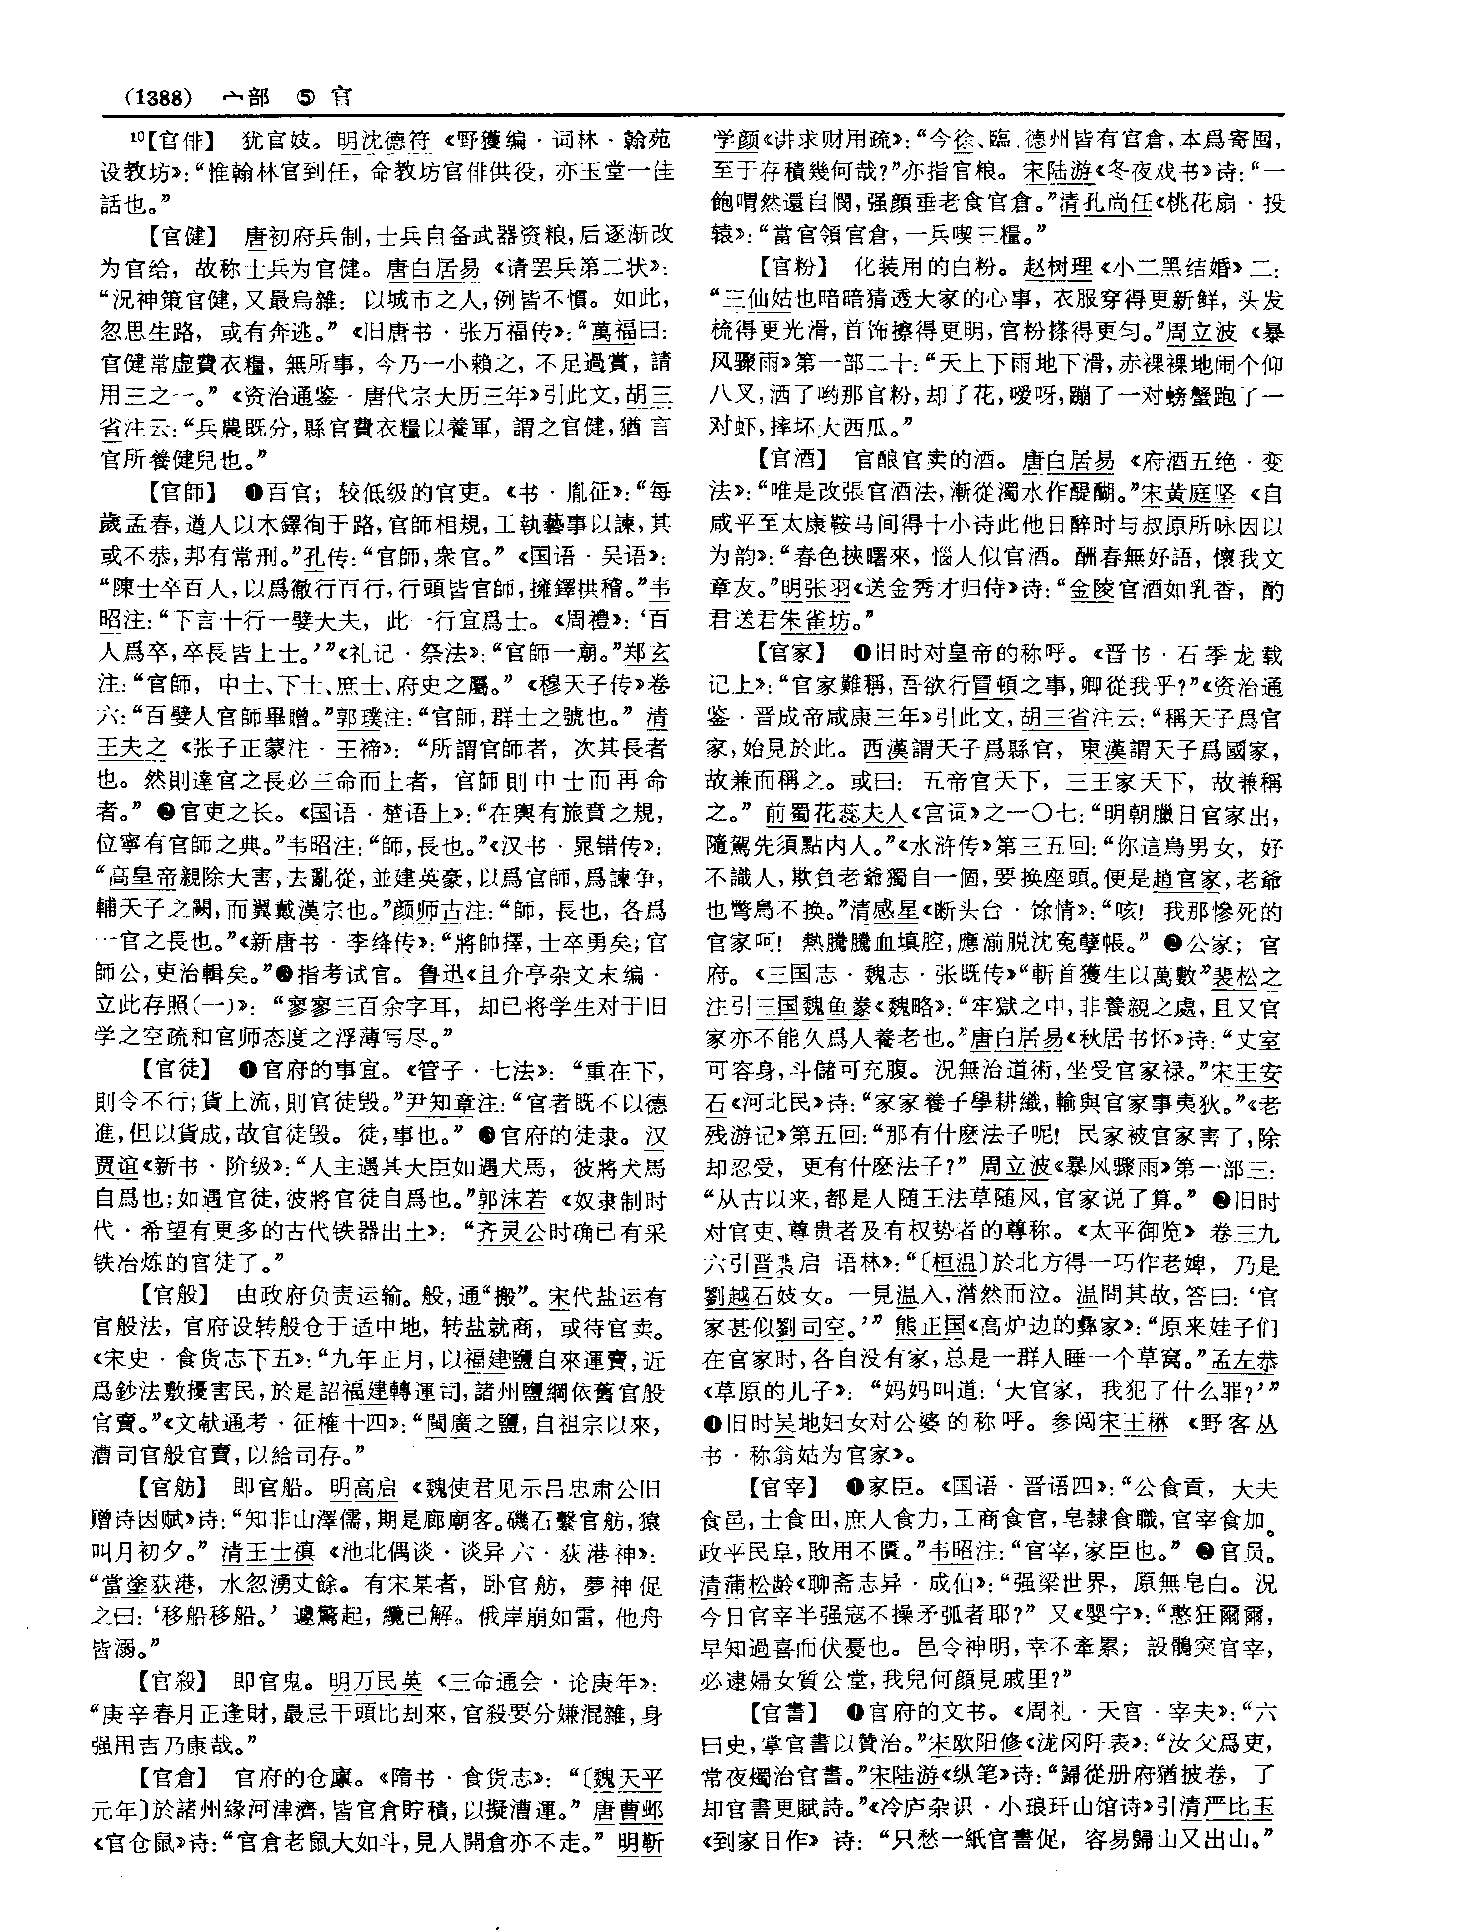 (1388) 宀部 ⑤ 官
¹⁰【官俳】 犹官妓。明沈德符《野獲编·词林·翰苑
设教坊》：“惟翰林官到任，命教坊官俳供役，亦玉堂一佳
話也。”
【官健】 唐初府兵制，士兵自备武器资粮，后逐渐改
为官给，故称士兵为官健。唐白居易《请罢兵第二状》：
“況神策官健，又最烏雜：以城市之人，例皆不慣。如此，
忽思生路，或有奔逃。”《旧唐书·张万福传》：“萬福曰：
官健常虚費衣糧，無所事，今乃一小賴之，不足過賞，請
用三之一。”《资治通鉴·唐代宗大历三年》引此文，胡三
省注云：“兵農既分，縣官費衣糧以養軍，謂之官健，猶言
官所養健兒也。”
【官師】 ❶百官；较低级的官吏。《书·胤征》：“每
歲孟春，遒人以木鐸徇于路，官師相規，工執藝事以諫，其
或不恭，邦有常刑。”孔传：“官師，衆官。”《国语·吴语》：
“陳士卒百人，以爲徹行百行，行頭皆官師，擁鐸拱稽。”韦
昭注：“下言十行一嬖大夫，此一行宜爲士。《周禮》：‘百
人爲卒，卒長皆上士。’”《礼记·祭法》：“官師一廟。”郑玄
注：“官師，中士、下士、庶士、府史之屬。”《穆天子传》卷
六：“百嬖人官師畢贈。”郭璞注：“官師，群士之號也。”清
王夫之《张子正蒙注·王禘》：“所謂官師者，次其長者
也。然則達官之長必三命而上者，官師則中士而再命
者。”❷官吏之长。《国语·楚语上》：“在輿有旅賁之規，
位寧有官師之典。”韦昭注：“師，長也。”《汉书·晁错传》：
“高皇帝親除大害，去亂從，並建英豪，以爲官師，爲諫争，
輔天子之闕，而翼戴漢宗也。”颜师古注：“師，長也，各爲
一官之長也。”《新唐书·李绛传》：“將帥擇，士卒勇矣；官
師公，吏治輯矣。”❸指考试官。鲁迅《且介亭杂文末编·
立此存照（一）》：“寥寥三百余字耳，却已将学生对于旧
学之空疏和官师态度之浮薄写尽。”
【官徒】 ❶官府的事宜。《管子·七法》：“重在下，
則令不行；貨上流，則官徒毁。”尹知章注：“官者既不以德
進，但以貨成，故官徒毁。徒，事也。”❷官府的徒隶。汉
贾谊《新书·阶级》：“人主遇其大臣如遇犬馬，彼將犬馬
自爲也；如遇官徒，彼將官徒自爲也。”郭沫若《奴隶制时
代·希望有更多的古代铁器出土》：“齐灵公时确已有采
铁冶炼的官徒了。”
【官般】 由政府负责运输。般，通“搬”。宋代盐运有
官般法，官府设转般仓于适中地，转盐就商，或待官卖。
《宋史·食货志下五》：“九年正月，以福建鹽自來運賣，近
爲鈔法敷擾害民，於是詔福建轉運司，諸州鹽綱依舊官般
官賣。”《文献通考·征榷十四》：“閩廣之鹽，自祖宗以來，
漕司官般官賣，以給司存。”
【官舫】 即官船。明高启《魏使君见示吕忠肃公旧
赠诗因赋》诗：“知非山澤儒，期是廊廟客。磯石繫官舫，猿
叫月初夕。”清王士禛《池北偶谈·谈异六·荻港神》：
“當塗荻港，水忽湧丈餘。有宋某者，卧官舫，夢神促
之曰：‘移船移船。’遽驚起，纜已解。俄岸崩如雷，他舟
皆溺。”
【官殺】 即官鬼。明万民英《三命通会·论庚年》：
“庚辛春月正逢財，最忌干頭比刦來，官殺要分嫌混雜，身
强用吉乃康哉。”
【官倉】 官府的仓廪。《隋书·食货志》：“〔魏天平
元年〕於諸州緣河津濟，皆官倉貯積，以擬漕運。”唐曹邺
《官仓鼠》诗：“官倉老鼠大如斗，見人開倉亦不走。”明靳
学颜《讲求财用疏》：“今徐、臨、德州皆有官倉，本爲寄囤，
至于存積幾何哉？”亦指官粮。宋陆游《冬夜戏书》诗：“一
飽喟然還自憫，强顔垂老食官倉。”清孔尚任《桃花扇·投
辕》：“當官領官倉，一兵喫三糧。”
【官粉】 化装用的白粉。赵树理《小二黑结婚》二：
“三仙姑也暗暗猜透大家的心事，衣服穿得更新鲜，头发
梳得更光滑，首饰擦得更明，官粉搽得更匀。”周立波《暴
风骤雨》第一部二十：“天上下雨地下滑，赤裸裸地闹个仰
八叉，洒了哟那官粉，却了花，嗳呀，蹦了一对螃蟹跑了一
对虾，摔坏大西瓜。”
【官酒】 官酿官卖的酒。唐白居易《府酒五绝·变
法》：“唯是改張官酒法，漸從濁水作醍醐。”宋黄庭坚《自
咸平至太康鞍马间得十小诗此他日醉时与叔原所咏因以
为韵》：“春色挾曙來，惱人似官酒。酬春無好語，懷我文
章友。”明张羽《送金秀才归侍》诗：“金陵官酒如乳香，酌
君送君朱雀坊。”
【官家】 ❶旧时对皇帝的称呼。《晋书·石季龙载
记上》：“官家難稱，吾欲行冒頓之事，卿從我乎？”《资治通
鉴·晋成帝咸康三年》引此文，胡三省注云：“稱天子爲官
家，始見於此。西漢謂天子爲縣官，東漢謂天子爲國家，
故兼而稱之。或曰：五帝官天下，三王家天下，故兼稱
之。”前蜀花蕊夫人《宫词》之一〇七：“明朝臘日官家出，
隨駕先須點内人。”《水浒传》第三五回：“你這鳥男女，好
不識人，欺負老爺獨自一個，要换座頭。便是趙官家，老爺
也彆鳥不换。”清感星《断头台·馀情》：“咳！我那慘死的
官家呵！熱騰騰血填腔，應湔脱沈冤孽帳。”❷公家；官
府。《三国志·魏志·张既传》“斬首獲生以萬數”裴松之
注引三国魏鱼豢《魏略》：“牢獄之中，非養親之處，且又官
家亦不能久爲人養老也。”唐白居易《秋居书怀》诗：“丈室
可容身，斗儲可充腹。況無治道術，坐受官家禄。”宋王安
石《河北民》诗：“家家養子學耕織，輸與官家事夷狄。”《老
残游记》第五回：“那有什麽法子呢！民家被官家害了，除
却忍受，更有什麽法子？”周立波《暴风骤雨》第一部三：
“从古以来，都是人随王法草随风，官家说了算。”❸旧时
对官吏、尊贵者及有权势者的尊称。《太平御览》卷三九
六引晋裴启 语林》：“〔桓温〕於北方得一巧作老婢，乃是
劉越石妓女。一見温入，潸然而泣。温問其故，答曰：‘官
家甚似劉司空。’”熊正国《高炉边的彝家》：“原来娃子们
在官家时，各自没有家，总是一群人睡一个草窝。”孟左恭
《草原的儿子》：“妈妈叫道：‘大官家，我犯了什么罪？’”
❹旧时吴地妇女对公婆的称呼。参阅宋王楙《野客丛
书·称翁姑为官家》。
【官宰】 ❶家臣。《国语·晋语四》：“公食貢，大夫
食邑，士食田，庶人食力，工商食官，皂隸食職，官宰食加。
政平民阜，敗用不匱。”韦昭注：“官宰，家臣也。”❷官员。
清蒲松龄《聊斋志异·成仙》：“强梁世界，原無皂白。況
今日官宰半强寇不操矛弧者耶？”又《婴宁》：“憨狂爾爾，
早知過喜而伏憂也。邑令神明，幸不牽累；設鶻突官宰，
必逮婦女質公堂，我兒何顔見戚里？”
【官書】 ❶官府的文书。《周礼·天官·宰夫》：“六
曰史，掌官書以贊治。”宋欧阳修《泷冈阡表》：“汝父爲吏，
常夜燭治官書。”宋陆游《纵笔》诗：“歸從册府猶披卷，了
却官書更賦詩。”《冷庐杂识·小琅玕山馆诗》引清严比玉
《到家日作》诗：“只愁一紙官書促，容易歸山又出山。”